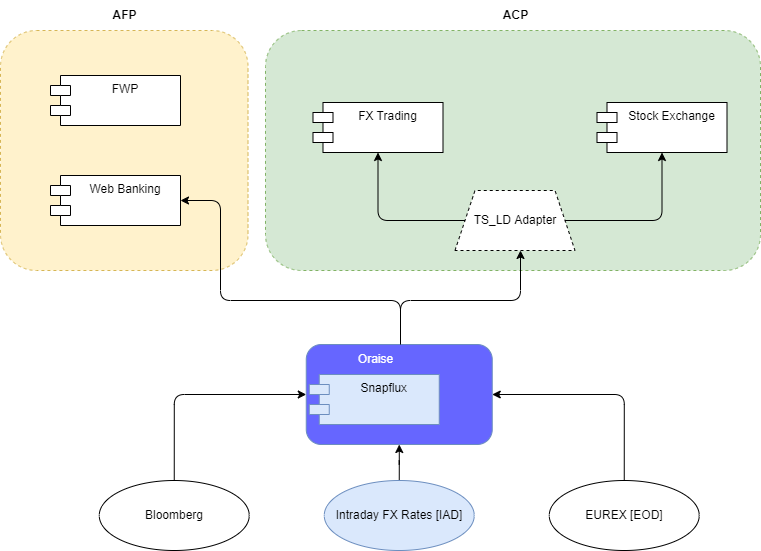 AFP
ACP
FWP
FX Trading
Stock Exchange
Web Banking
TS_LD Adapter
Oraise
Snapflux
Bloomberg
Intraday FX Rates [IAD]
EUREX [EOD]